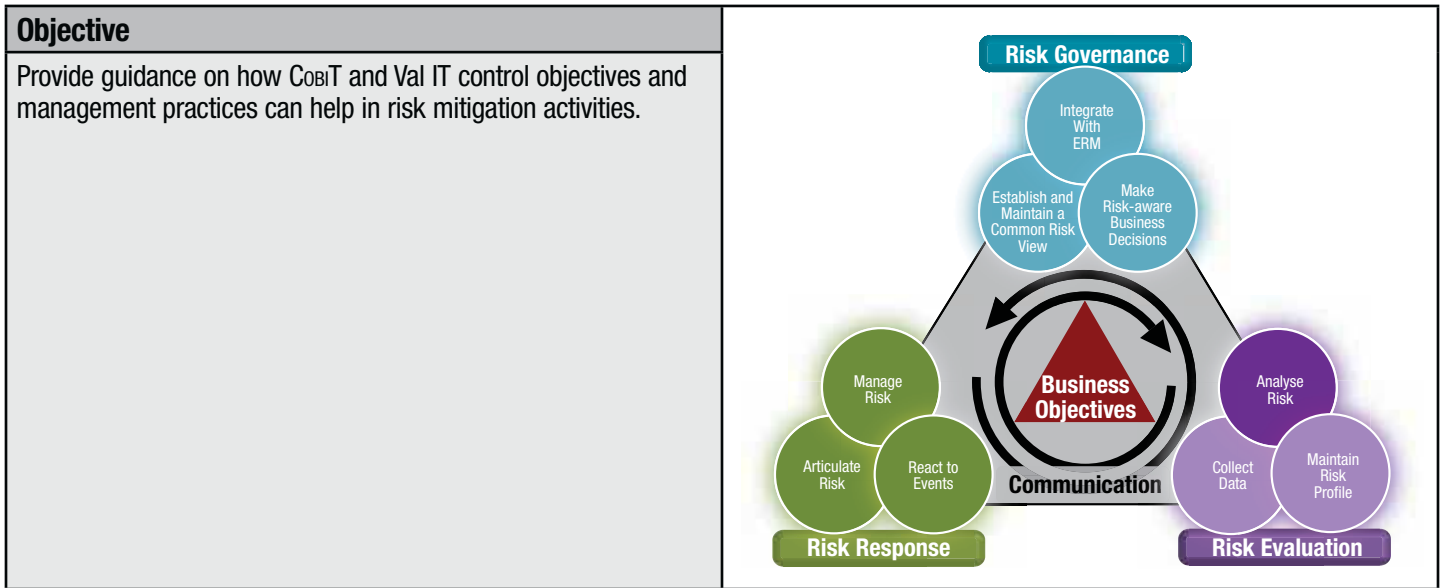 Objective
Provide guidance on how COBIT and Val IT control objectives and
management practices can help in risk mitigation activities.
Risk Governance
Integrate
With
ERM
Establish and
Maintain a
Common Risk
View
Make
Risk-aware
Business
Decisions
Business
Objectives
Communication
Manage
Risk
Articulate
Risk
React to
Events
Risk Response
Analyse
Risk
Collect
Data
Maintain
Risk
Profile
Risk Evaluation